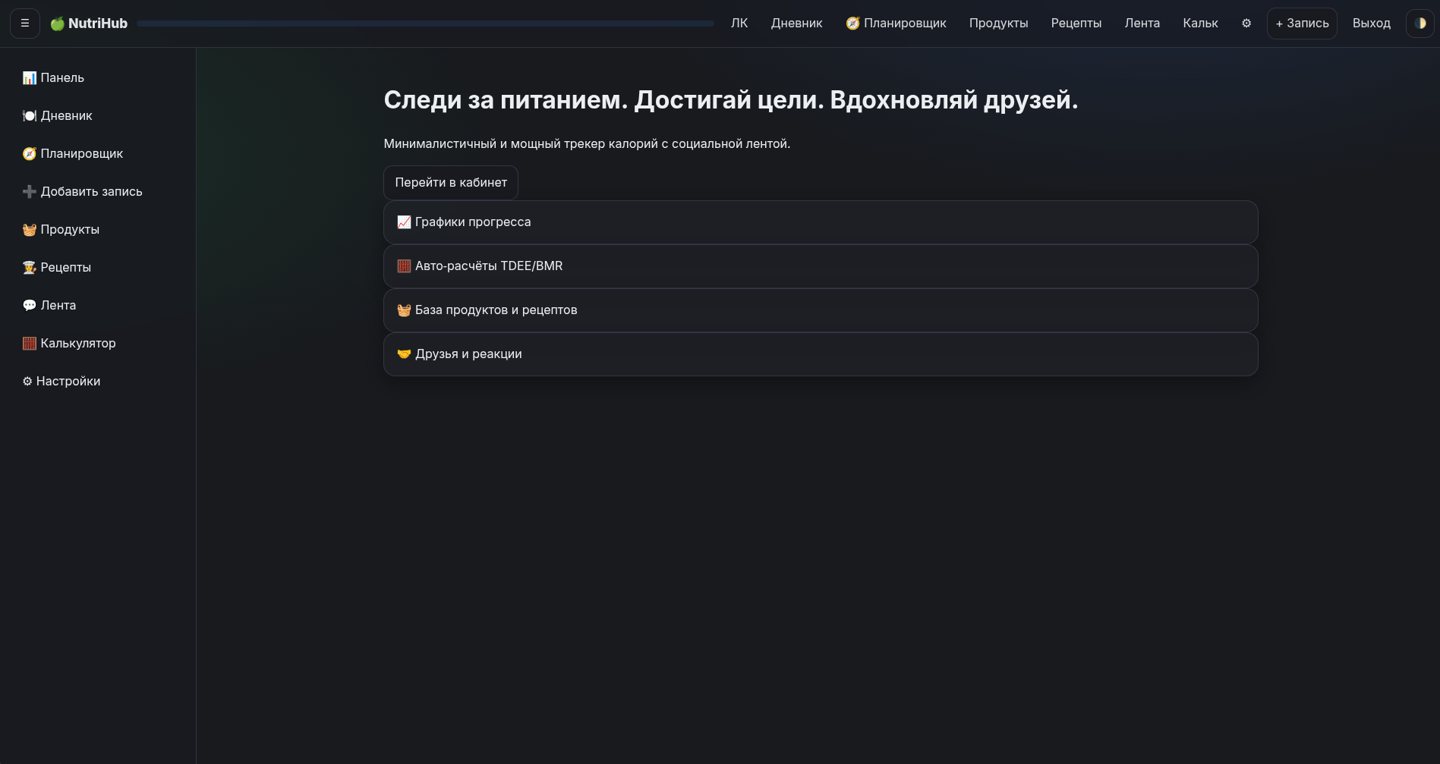 ☰ 🍏 NutriHub ЛК Дневник 🧭 Планировщик Продукты Рецепты Лента Кальк ⚙ + Запись Выход 🌗
📊 Панель
🍽 Дневник
🧭 Планировщик
➕ Добавить запись
🧺 Продукты
👩‍🍳 Рецепты
💬 Лента
🧮 Калькулятор
⚙ Настройки
Следи за питанием. Достигай цели. Вдохновляй друзей.
Минималистичный и мощный трекер калорий с социальной лентой.
Перейти в кабинет
📈 Графики прогресса
🧮 Авто-расчёты TDEE/BMR
🧺 База продуктов и рецептов
🤝 Друзья и реакции